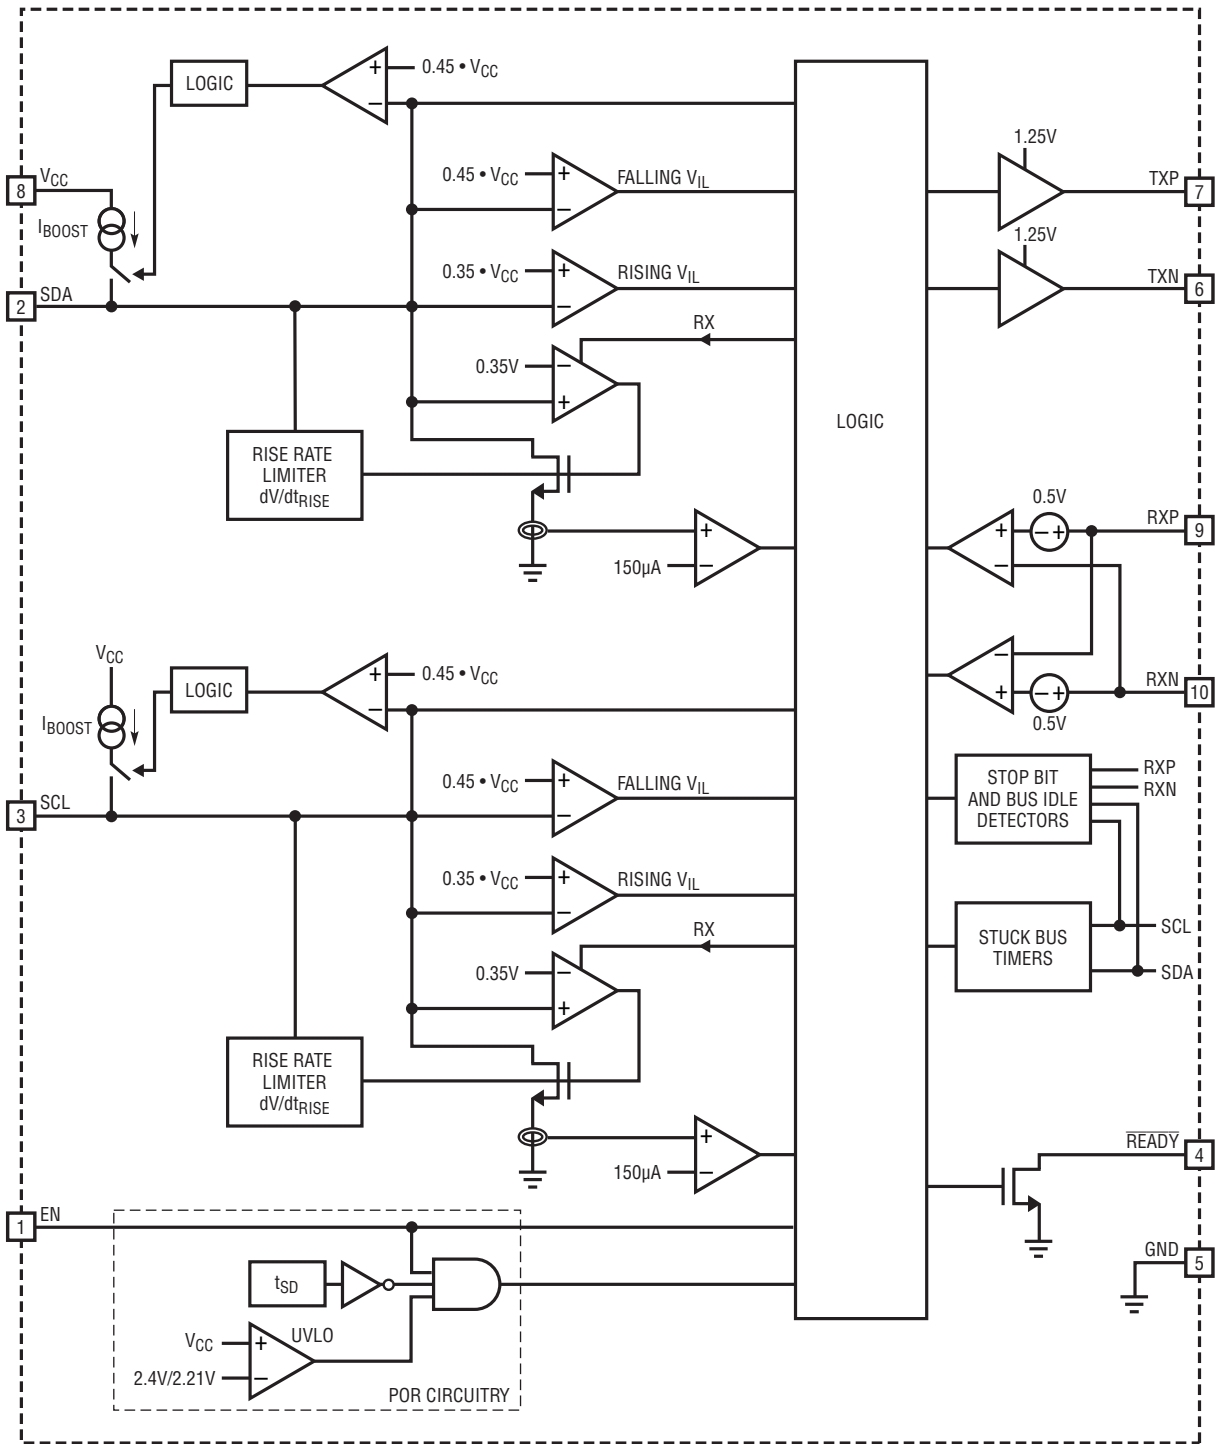 0.45 • VCC
LOGIC
+
−
1.25V
8
VCC
0.45 • VCC
+
−
FALLING VIL
TXP
7
IBOOST
1.25V
0.35 • VCC
+
−
RISING VIL
TXN
6
2
SDA
RX
0.35V
−
+
LOGIC
RISE RATE
LIMITER
dV/dtRISE
0.5V
RXP
9
+
−
− +
+
−
150µA
VCC
LOGIC
+
−
0.45 • VCC
−
+
− +
0.5V
RXN
10
IBOOST
0.45 • VCC
+
−
FALLING VIL
STOP BIT
AND BUS IDLE
DETECTORS
RXP
RXN
3
SCL
0.35 • VCC
+
−
RISING VIL
RX
STUCK BUS
TIMERS
SCL
SDA
0.35V
−
+
RISE RATE
LIMITER
dV/dtRISE
+
−
150µA
READY
4
1
EN
GND
5
tSD
VCC
+
−
UVLO
2.4V/2.21V
POR CIRCUITRY